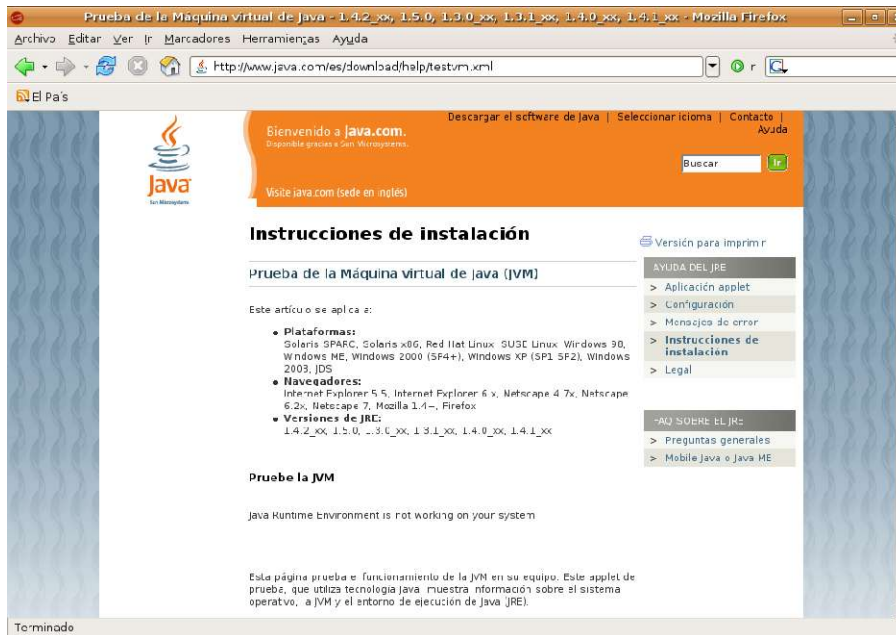 Prueba de la Máquina virtual de Java - 1.4.2_xx, 1.5.0, 1.3.0_xx, 1.3.1_xx, 1.4.0_xx, 1.4.1_xx - Mozilla Firefox
Archivo Editar Ver Ir Marcadores Herramientas Ayuda
http://www.java.com/es/download/help/testvm.xml
El País
Java
Sun Microsystems
Bienvenido a java.com.
Disponible gracias a Sun Microsystems.
Visite java.com (sede en inglés)
Descargar el software de Java | Seleccionar idioma | Contacto |
Ayuda
Buscar
Ir
Instrucciones de instalación
Versión para imprimir
Prueba de la Máquina virtual de Java (JVM)
Este artículo se aplica a:
• Plataformas:
Solaris SPARC, Solaris x86, Red Hat Linux, SUSE Linux, Windows 98,
Windows ME, Windows 2000 (SP4+), Windows XP (SP1 SP2), Windows
2003, JDS
• Navegadores:
Internet Explorer 5.5, Internet Explorer 6.x, Netscape 4.7x, Netscape
6.2x, Netscape 7, Mozilla 1.4+, Firefox
• Versiones de JRE:
1.4.2_xx, 1.5.0, 1.3.0_xx, 1.3.1_xx, 1.4.0_xx, 1.4.1_xx
Pruebe la JVM
Java Runtime Environment is not working on your system
Esta página prueba el funcionamiento de la JVM en su equipo. Este applet de
prueba, que utiliza tecnología Java, muestra información sobre el sistema
operativo, la JVM y el entorno de ejecución de Java (JRE).
AYUDA DEL JRE
> Aplicación applet
> Configuración
> Mensajes de error
> Instrucciones de
instalación
> Legal
FAQ SOBRE EL JRE
> Preguntas generales
> Mobile Java o Java ME
Terminado